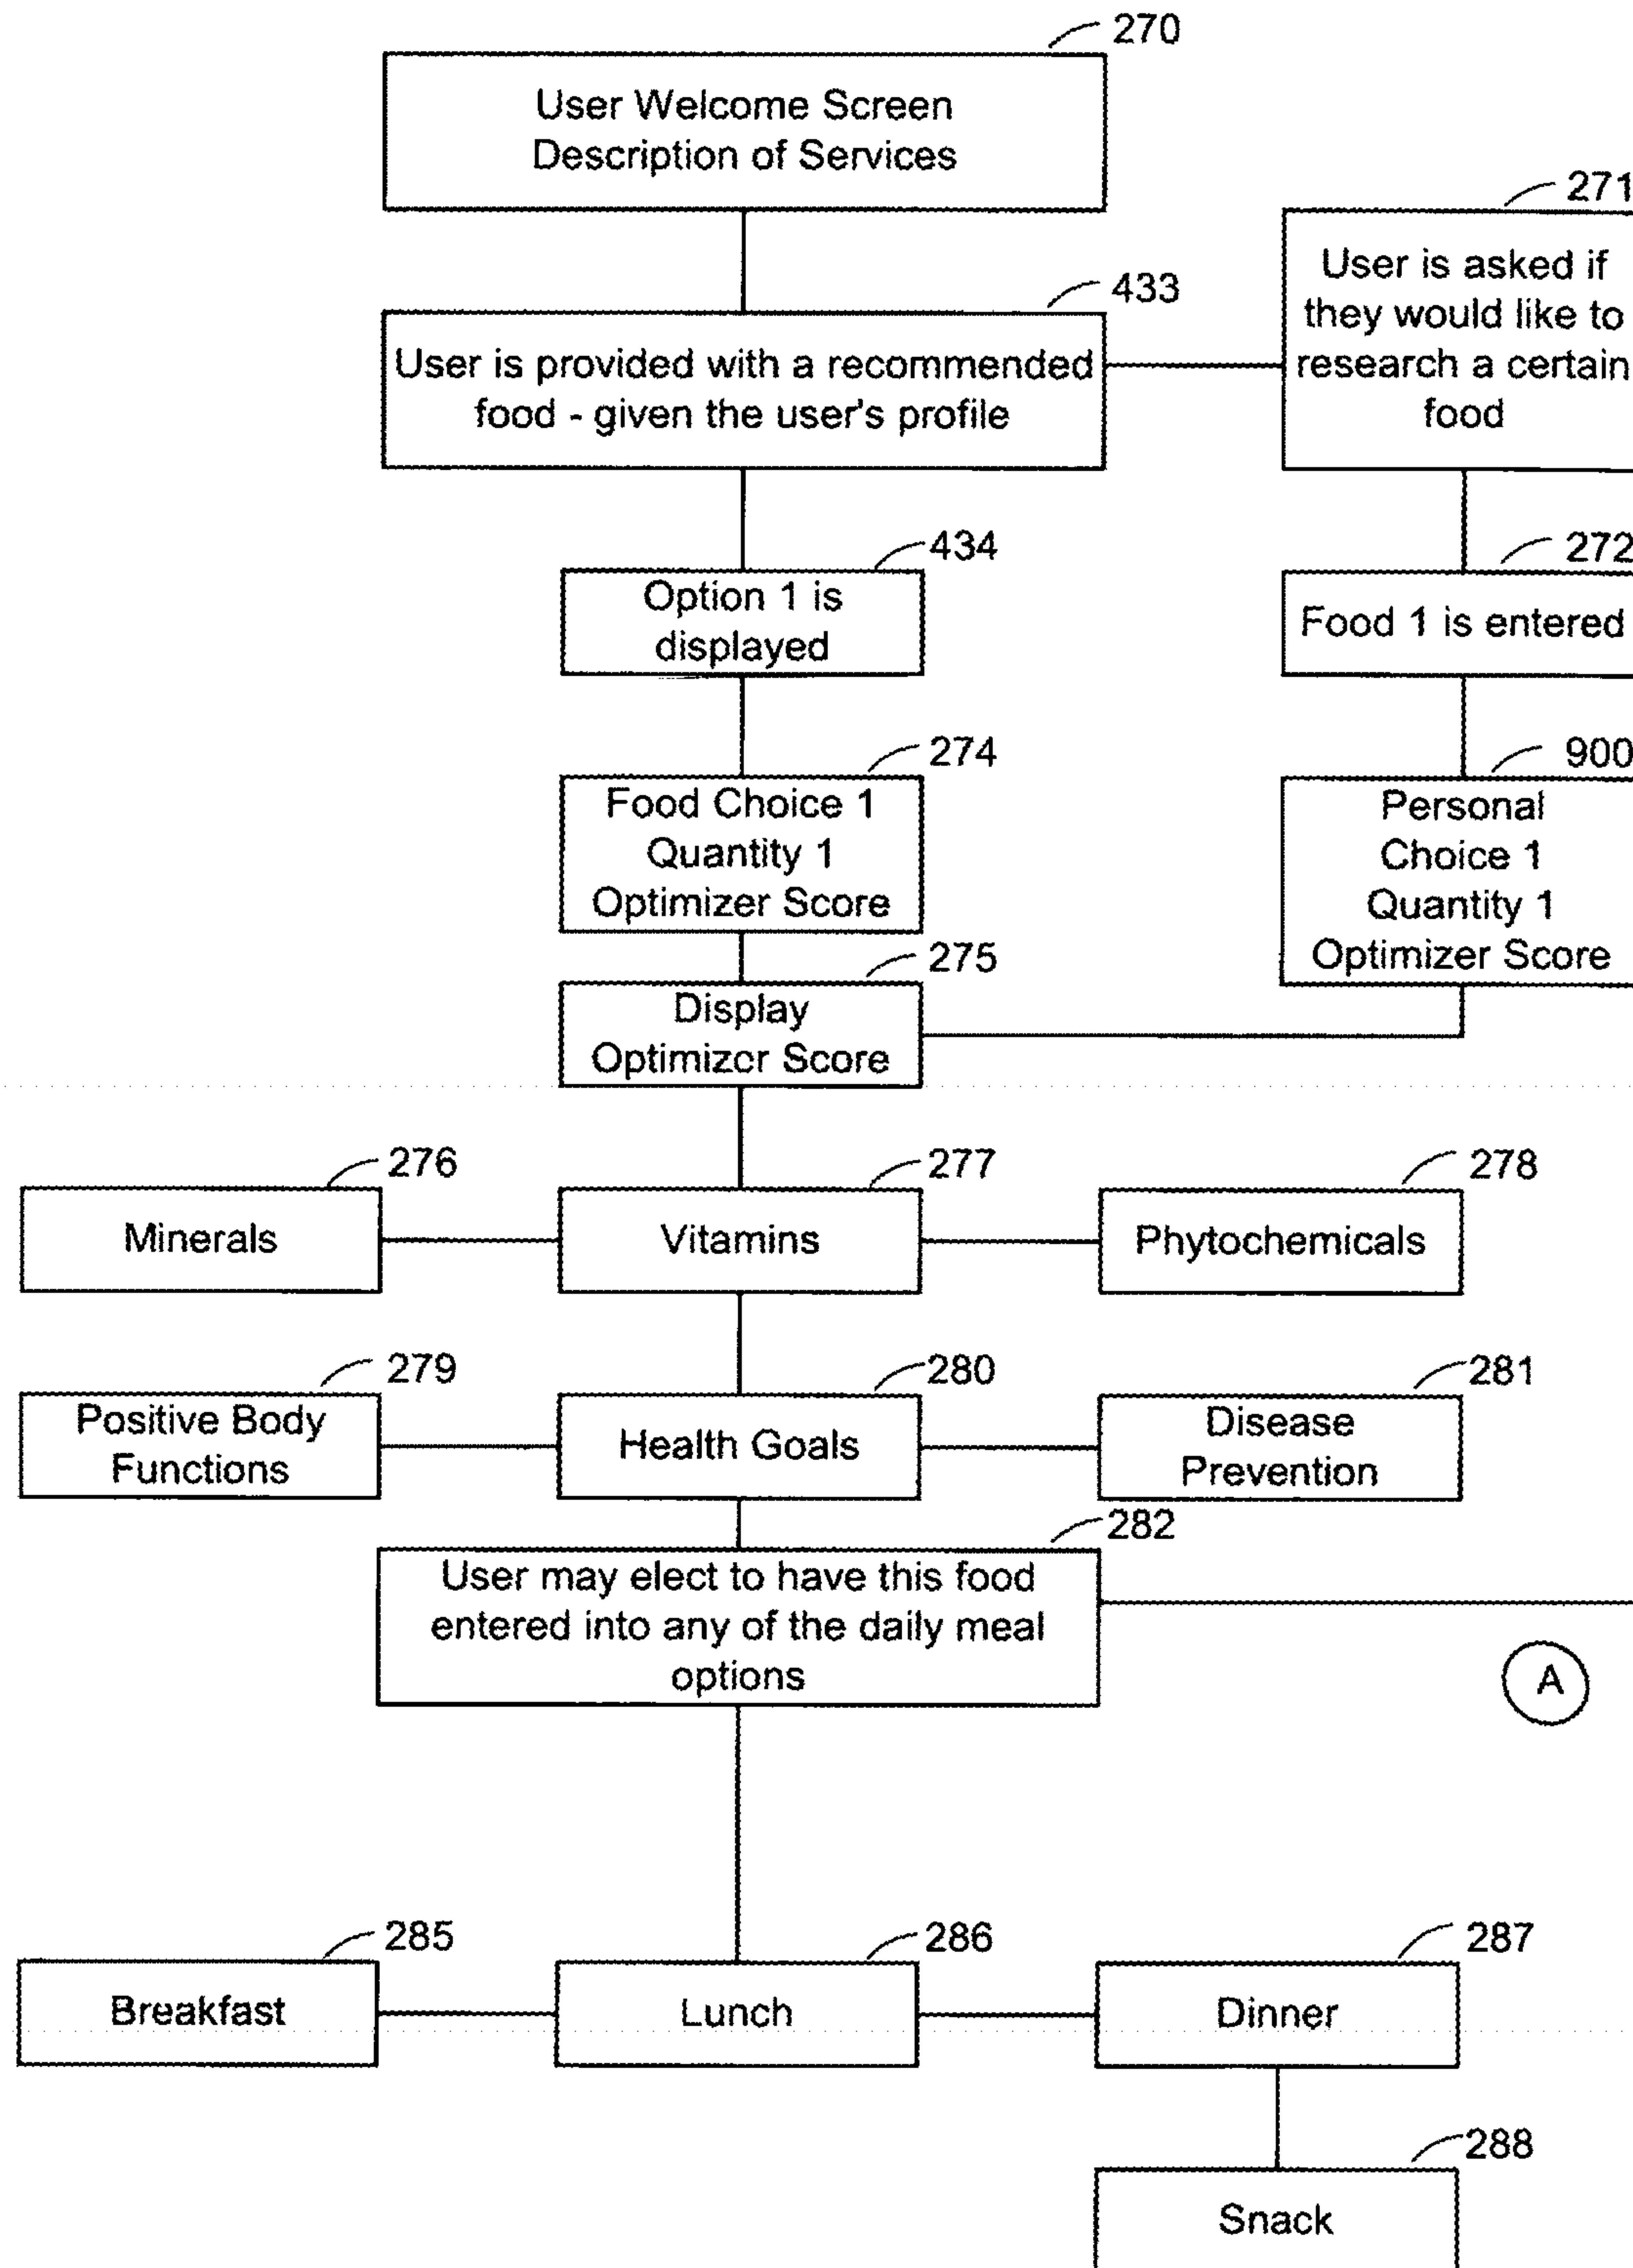 270
User Welcome Screen
Description of Services
271
User is asked if
they would like to
research a certain
food
433
User is provided with a recommended
food - given the user's profile
434
Option 1 is
displayed
272
Food 1 is entered
274
Food Choice 1
Quantity 1
Optimizer Score
900
Personal
Choice 1
Quantity 1
Optimizer Score
275
Display
Optimizer Score
276
Minerals
277
Vitamins
278
Phytochemicals
279
Positive Body
Functions
280
Health Goals
281
Disease
Prevention
282
User may elect to have this food
entered into any of the daily meal
options
A
285
Breakfast
286
Lunch
287
Dinner
288
Snack